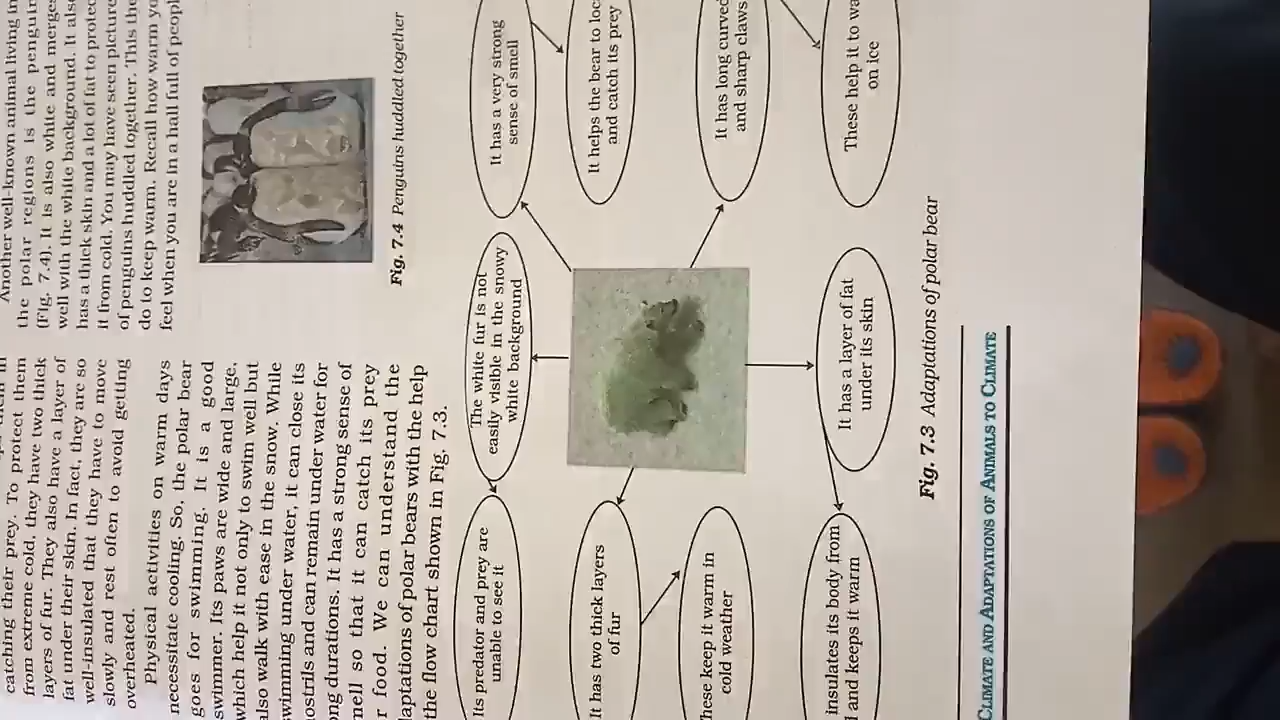 catching their prey. To protect them
from extreme cold, they have two thick
layers of fur. They also have a layer of
fat under their skin. In fact, they are so
well-insulated that they have to move
slowly and rest often to avoid getting
overheated.
Physical activities on warm days
necessitate cooling. So, the polar bear
goes for swimming. It is a good
swimmer. Its paws are wide and large,
which help it not only to swim well but
also walk with ease in the snow. While
swimming under water, it can close its
ostrils and can remain under water for
ng durations. It has a strong sense of
mell so that it can catch its prey
r food. We can understand the
aptations of polar bears with the help
the flow chart shown in Fig. 7.3.
Another well-known animal living in
the polar regions is the penguin
(Fig. 7.4). It is also white and merges
well with the white background. It als
has a thick skin and a lot of fat to protec
it from cold. You may have seen picture
of penguins huddled together. This the
do to keep warm. Recall how warm yo
feel when you are in a hall full of peopl
Fig. 7.4 Penguins huddled together
Its predator and prey are
unable to see it
The white fur is not
easily visible in the snowy
white background
It has a very strong
sense of smell
It helps the bear to loc
and catch its prey
It has two thick layers
of fur
hese keep it warm in
cold weather
It has long curved
and sharp claws
These help it to wa
on ice
insulates its body from
d and keeps it warm
It has a layer of fat
under its skin
Fig. 7.3 Adaptations of polar bear
CLIMATE AND ADAPTATIONS OF ANIMALS TO CLIMATE